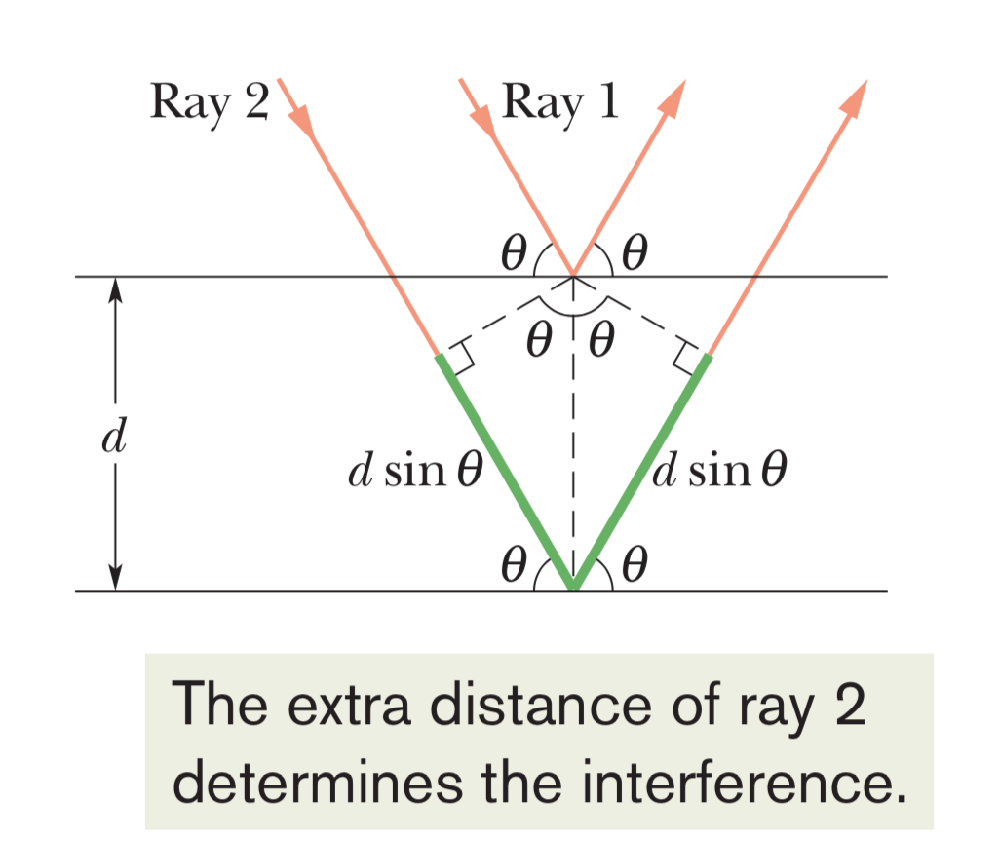 Ray 2
Ray 1
θ
θ
θ
θ
d
d sin θ
d sin θ
θ
θ
The extra distance of ray 2
determines the interference.